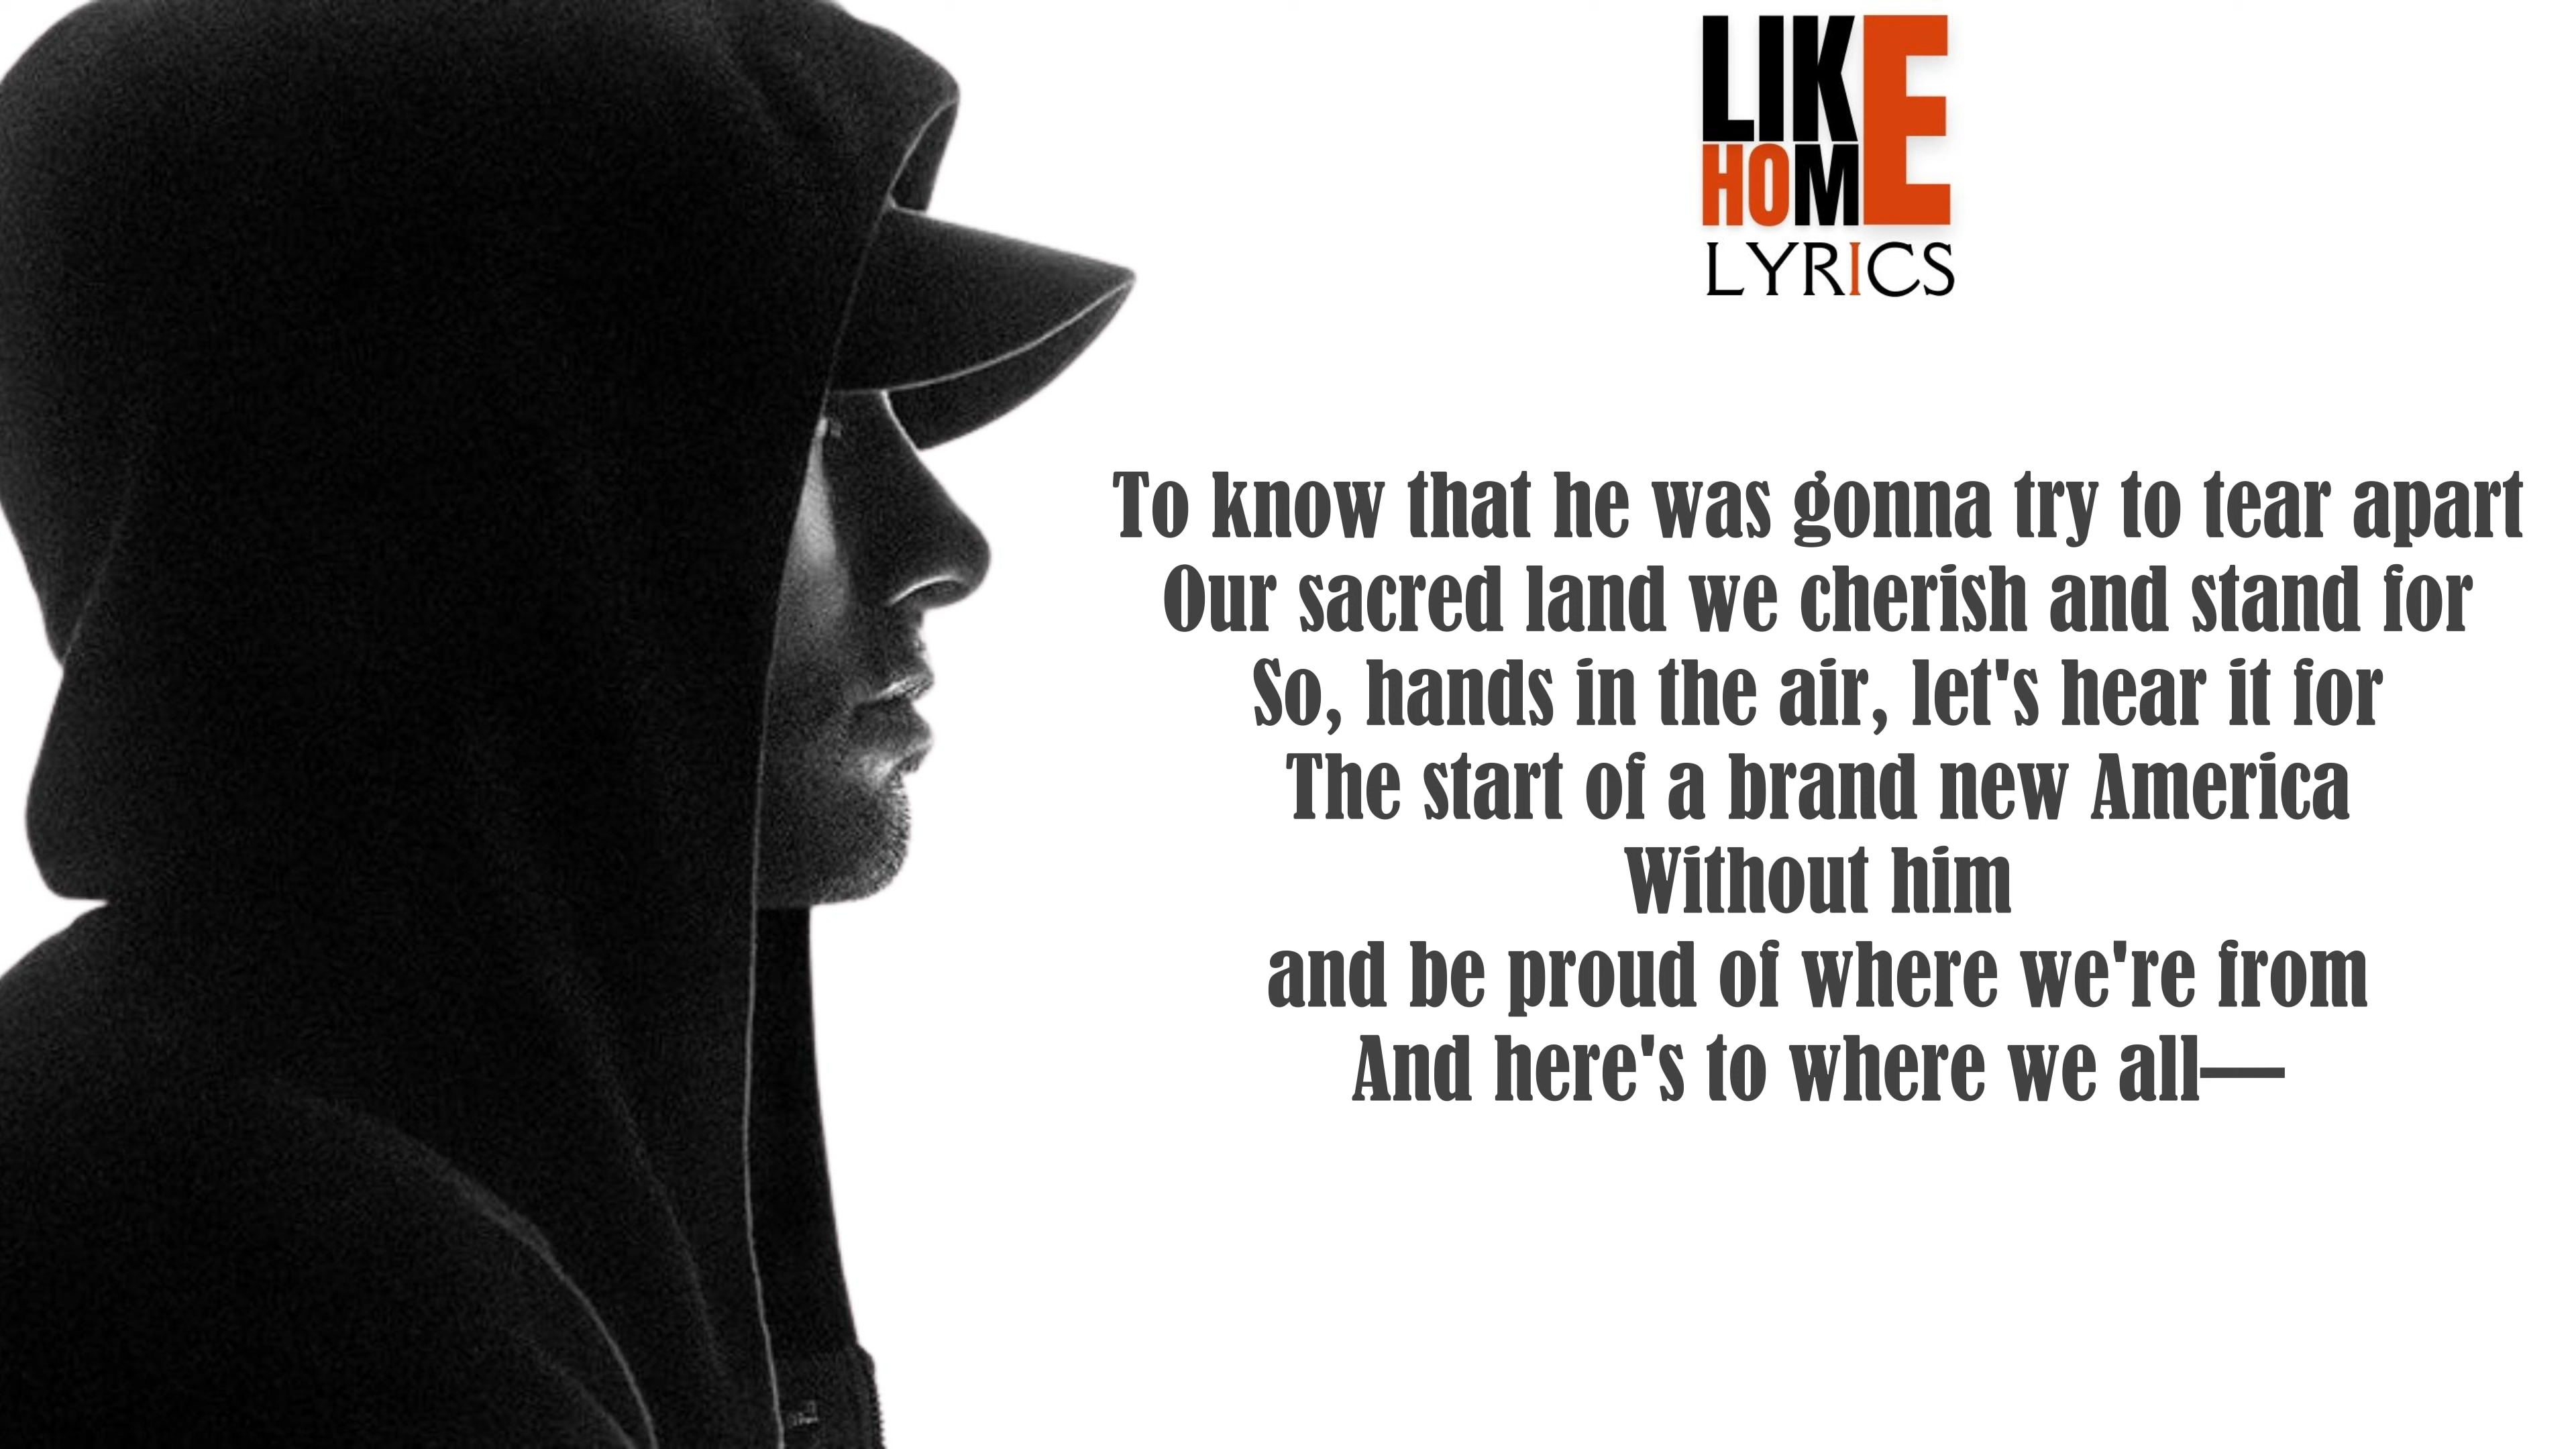 LIKE
HOME
LYRICS
To know that he was gonna try to tear apart
Our sacred land we cherish and stand for
So, hands in the air, let's hear it for
The start of a brand new America
Without him
and be proud of where we're from
And here's to where we all—